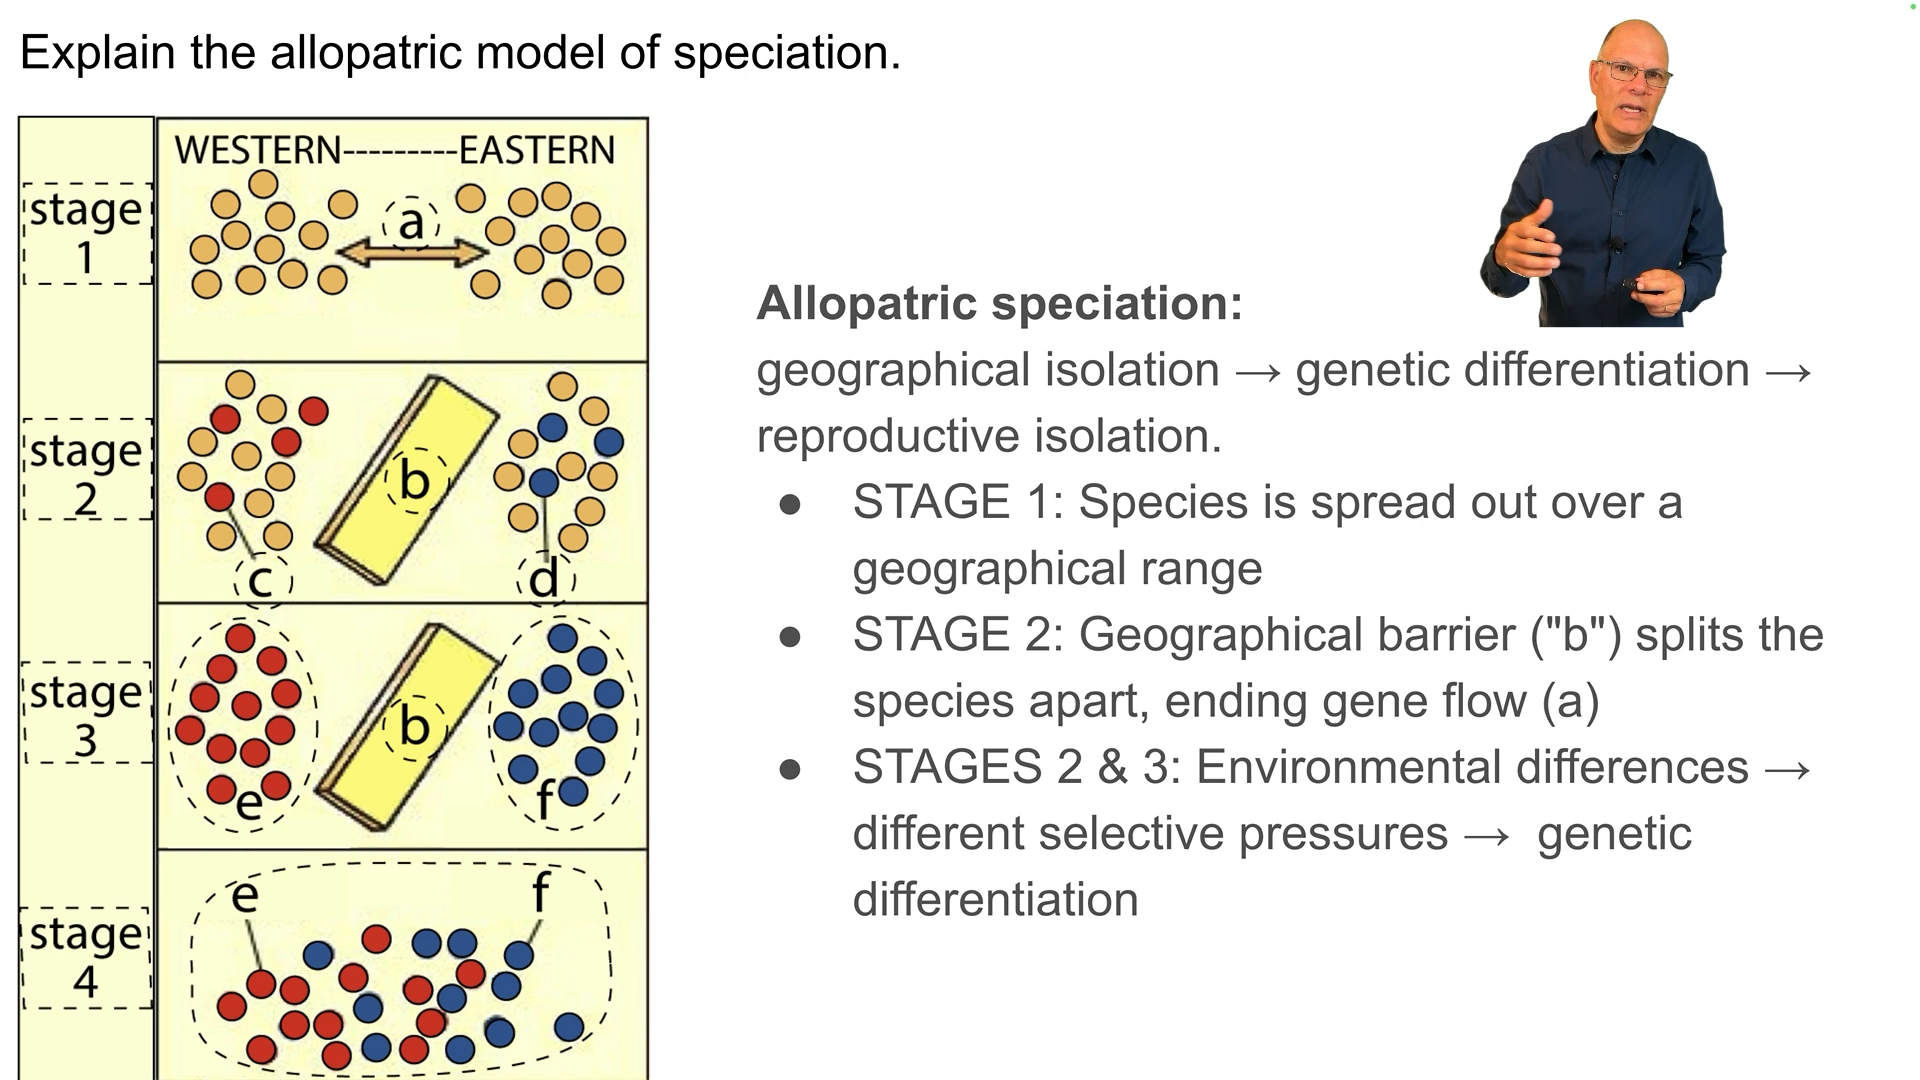 Explain the allopatric model of speciation.
WESTERN---------EASTERN
stage
1
a
stage
2
b
c
d
stage
3
b
e
f
stage
4
e
f
Allopatric speciation:
geographical isolation → genetic differentiation →
reproductive isolation.
● STAGE 1: Species is spread out over a
geographical range
● STAGE 2: Geographical barrier ("b") splits the
species apart, ending gene flow (a)
● STAGES 2 & 3: Environmental differences →
different selective pressures → genetic
differentiation